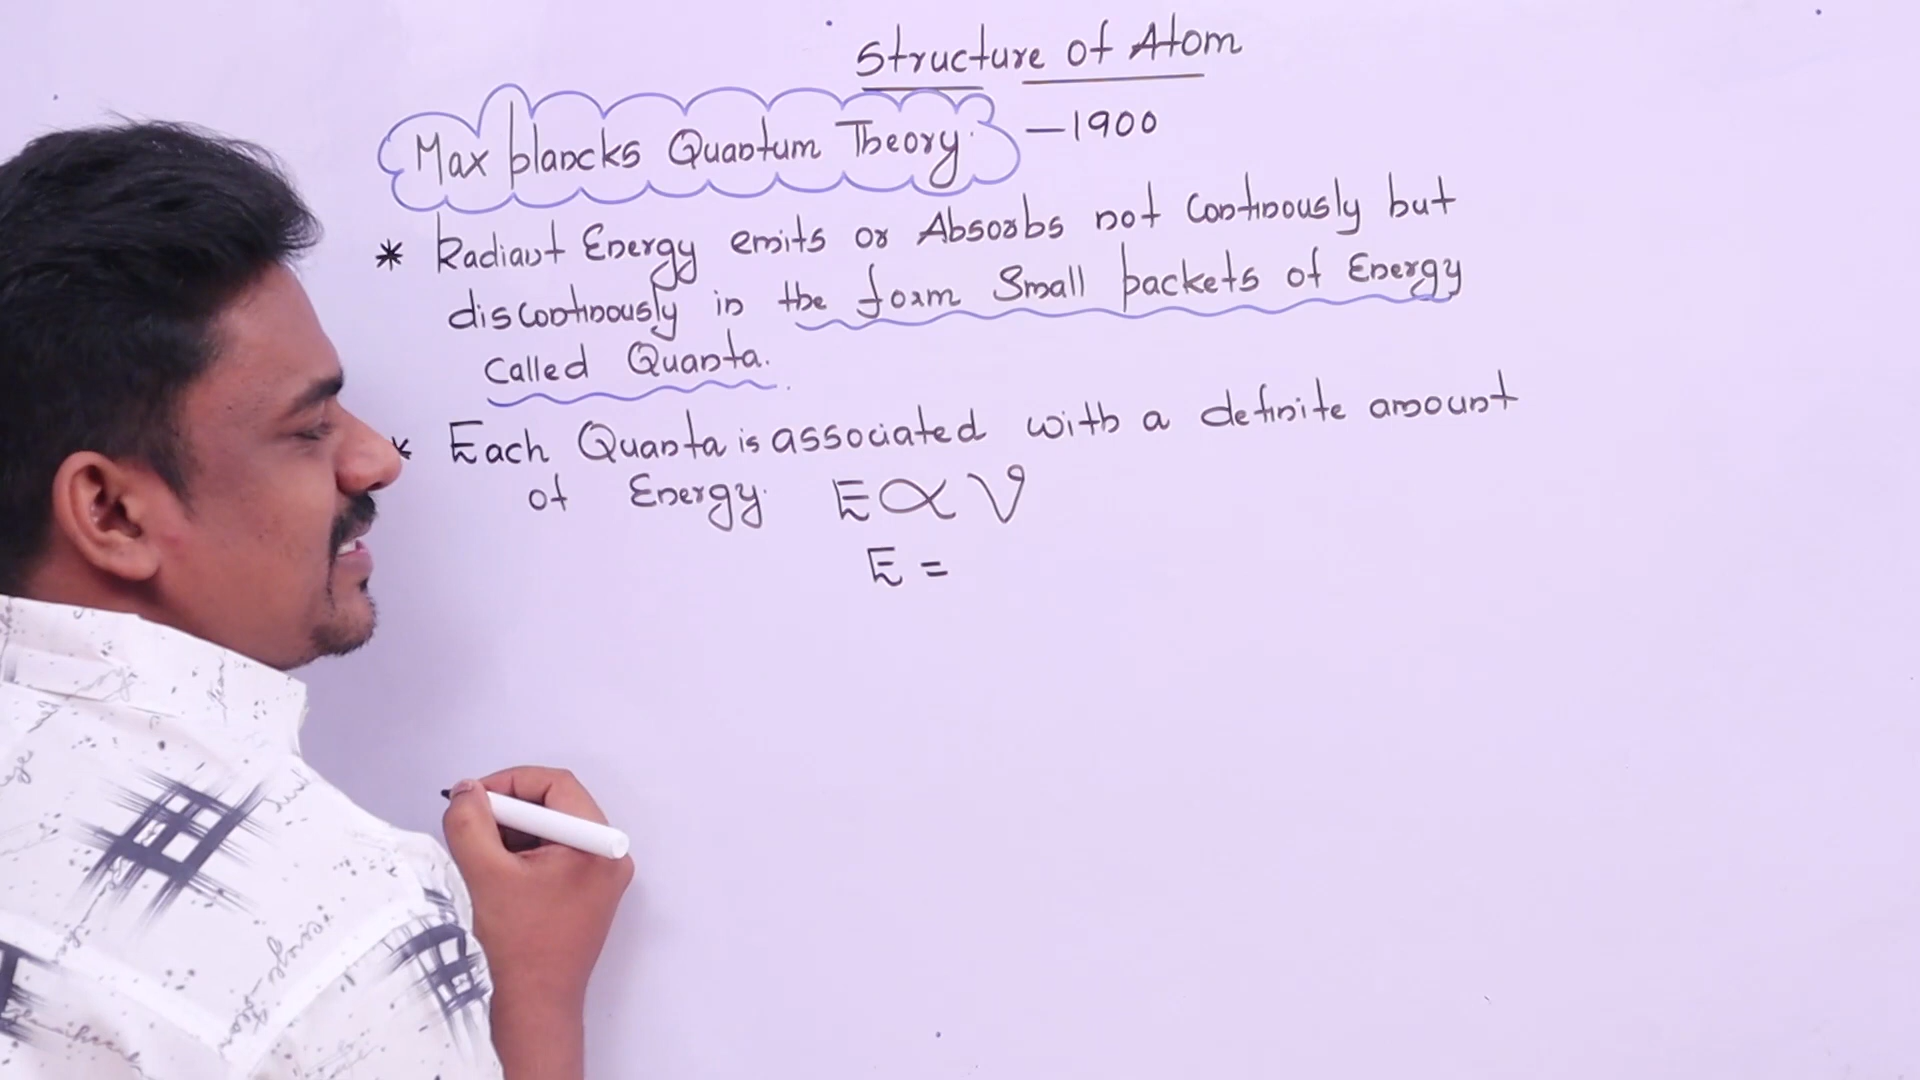 Structure of Atom
Max plancks Quantum Theory. —1900
* Radiant Energy emits or Absorbs not Continously but
discontinously in the form Small packets of Energy
Called Quanta.
* Each Quanta is associated with a definite amount
of Energy. E ∝ ν
E =